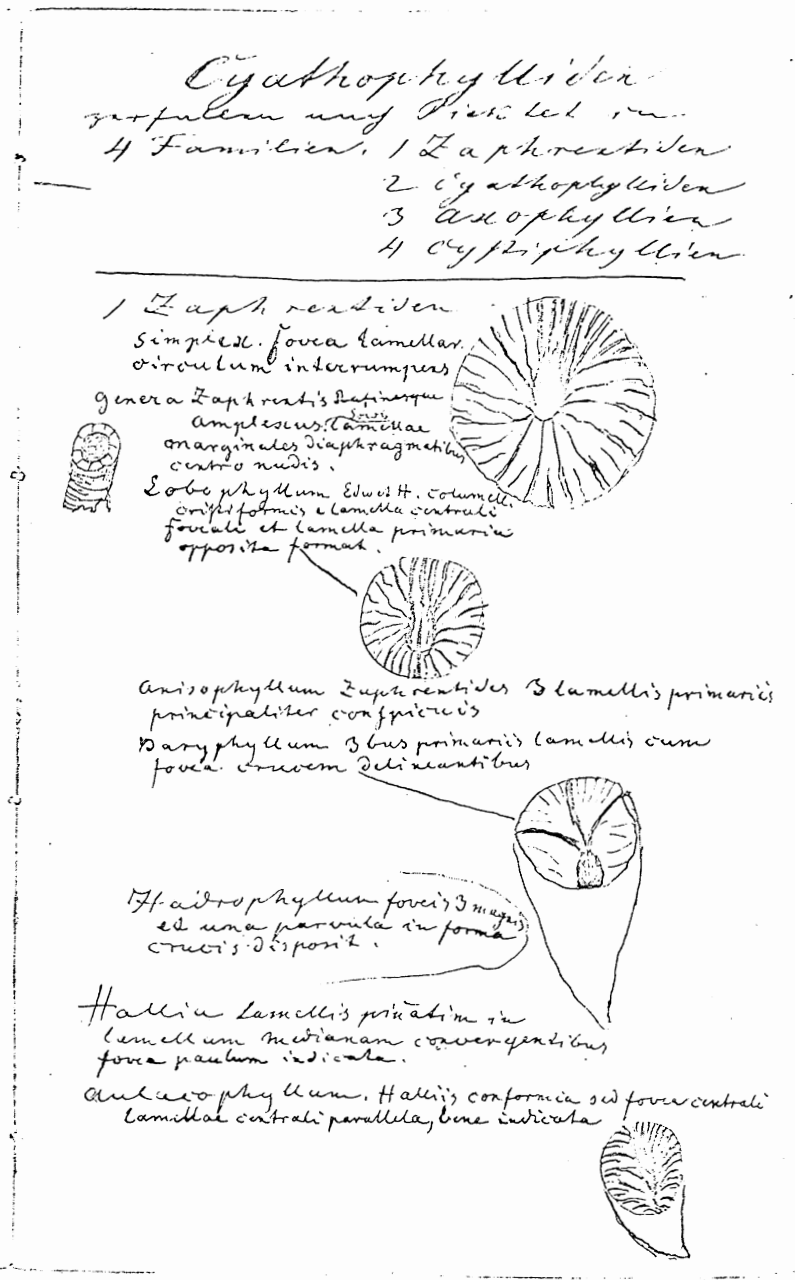 Cyathophylliden
zerfallen nach Pictet in
4 Familien. 1 Zaphrentiden
2 Cyathophylliden
3 Axophyllien
4 Cystiphyllien
1 Zaphrentiden
Simplex. fovea lamellar.
circulum interrumpens
genera Zaphrentis Rafinesque
Amplexus. lamellae
marginales diaphragmatibus
centro nudis.
Lobophyllum Edw et H. columell.
cristiformis e lamella centrali
foveali et lamella primaria
opposita format.
Anisophyllum Zaphrentides 3 lamellis primariis
principaliter conspicuis
Baryphyllum 3bus primariis lamellis cum
fovea crucem delineantibus
Hadrophyllum foveis 3 magnis
et una parvula in forma
crucis disposit.
Hallia lamellis pinnatim in
lamellam medianam convergentibus
fovea paulum indicata.
Aulacophyllum. Halliis conformia sed fovea centrali
lamillae centrali parallela, bene indicata